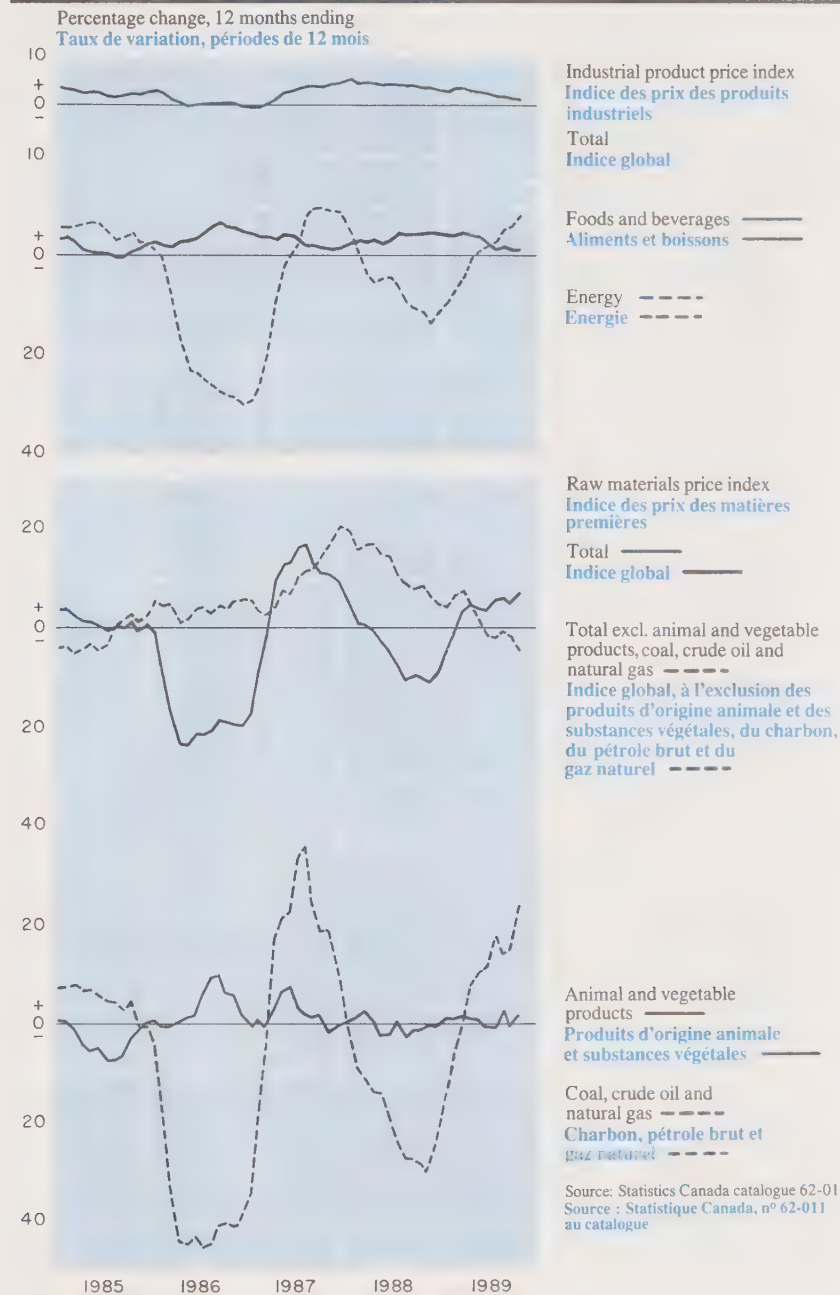 Percentage change, 12 months ending
Taux de variation, périodes de 12 mois
10
+
0
−
10
+
0
−
20
40
Industrial product price index
Indice des prix des produits
industriels
Total
Indice global
Foods and beverages
Aliments et boissons
Energy
Energie
20
+
0
−
20
40
Raw materials price index
Indice des prix des matières
premières
Total
Indice global
Total excl. animal and vegetable
products, coal, crude oil and
natural gas
Indice global, à l'exclusion des
produits d'origine animale et des
substances végétales, du charbon,
du pétrole brut et du
gaz naturel
20
+
0
−
20
40
Animal and vegetable
products
Produits d'origine animale
et substances végétales
Coal, crude oil and
natural gas
Charbon, pétrole brut et
gaz naturel
Source: Statistics Canada catalogue 62-01
Source : Statistique Canada, nº 62-011
au catalogue
1985 1986 1987 1988 1989